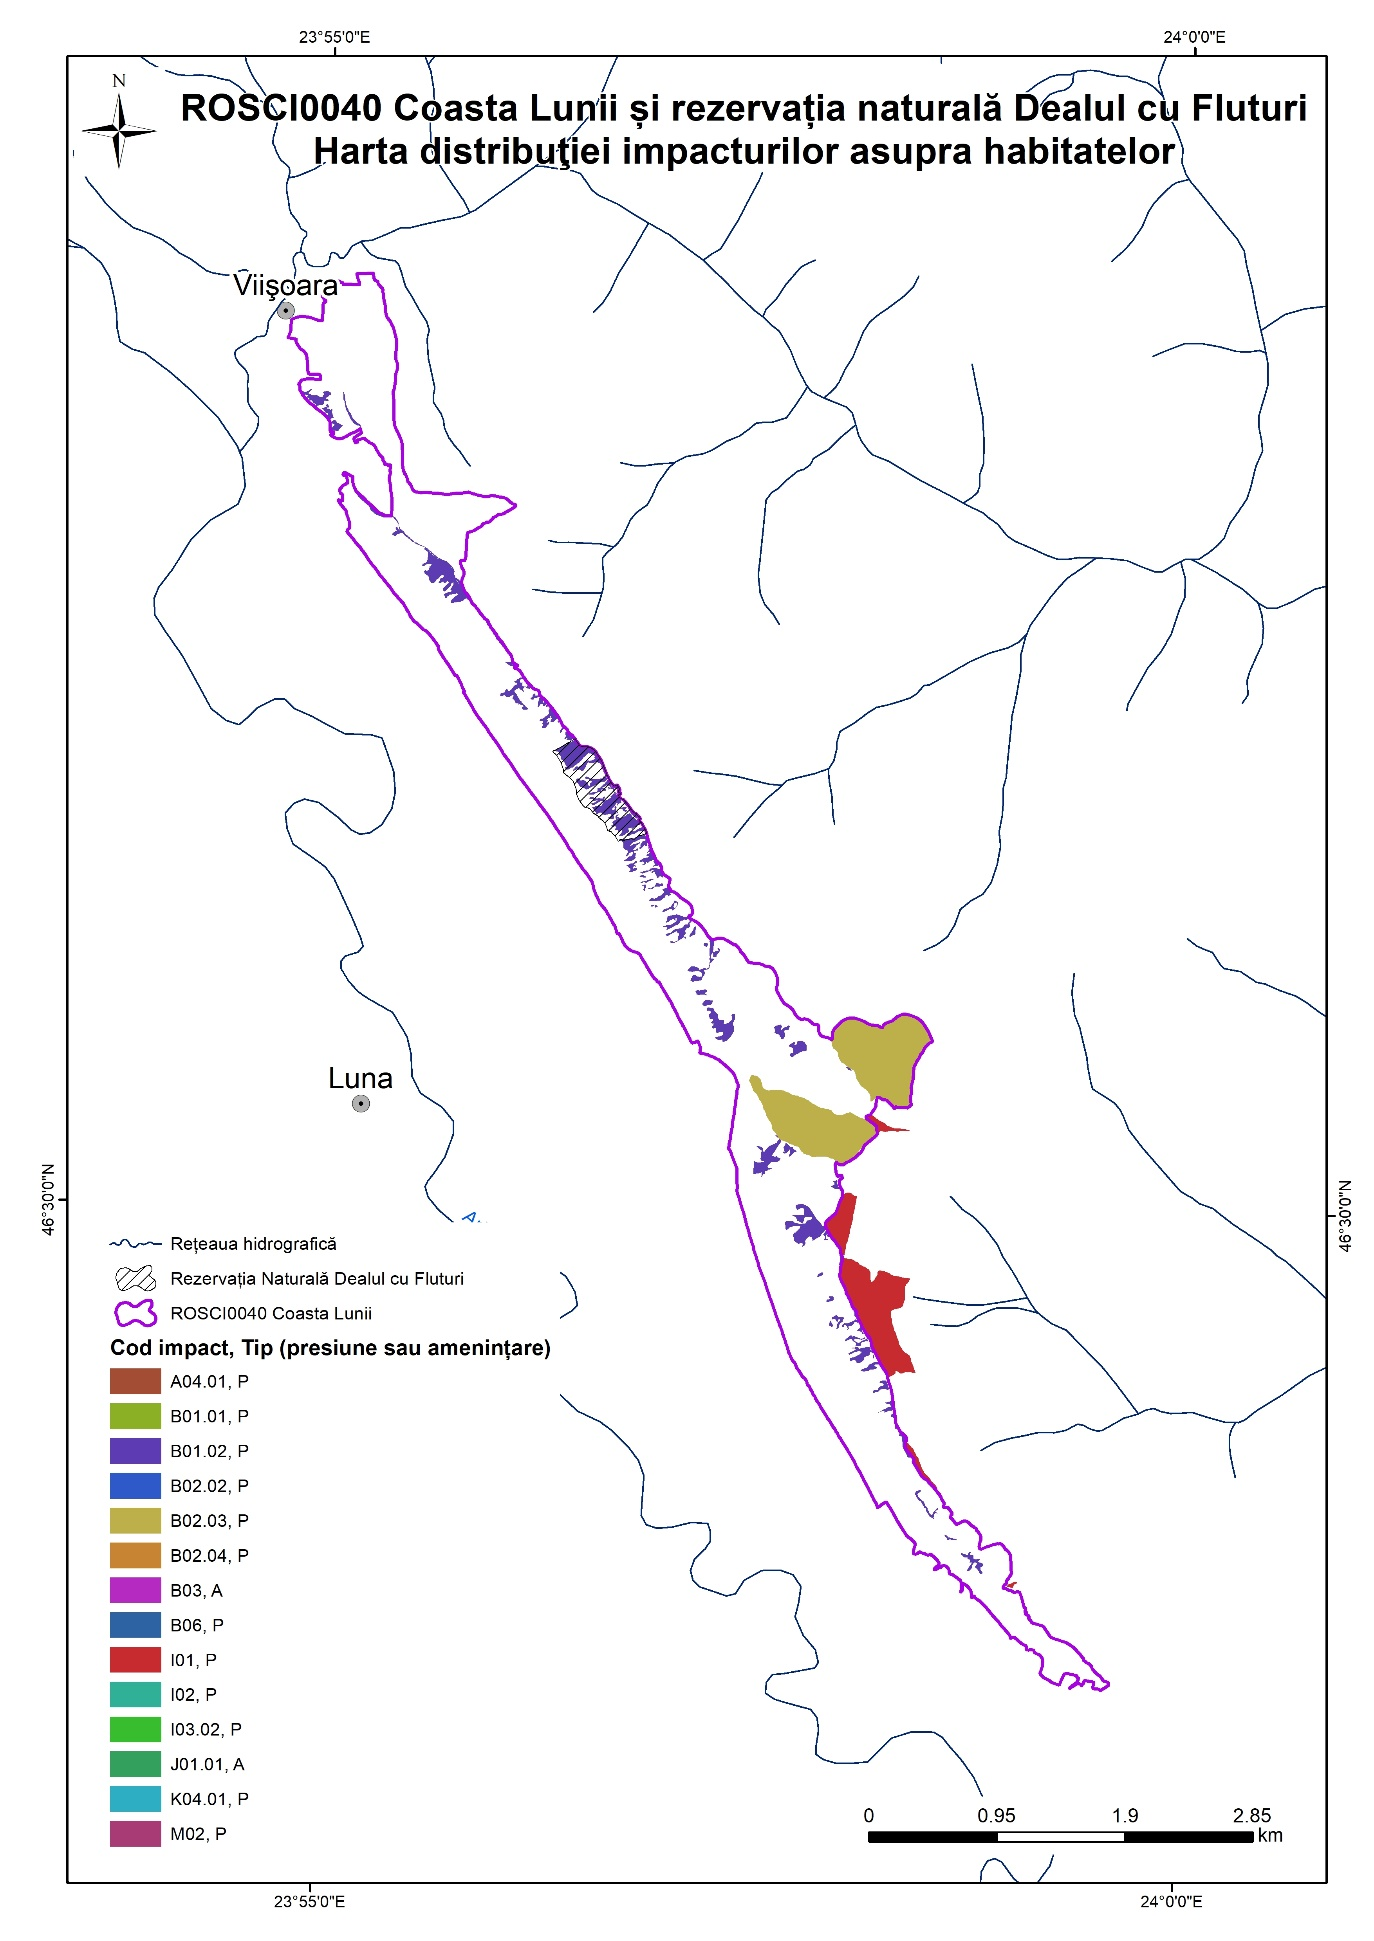 23°55'0"E
24°0'0"E
N
ROSCI0040 Coasta Lunii și rezervația naturală Dealul cu Fluturi
Harta distribuţiei impacturilor asupra habitatelor
Viişoara
Luna
46°30'0"N
46°30'0"N
Rețeaua hidrografică
Rezervația Naturală Dealul cu Fluturi
ROSCI0040 Coasta Lunii
Cod impact, Tip (presiune sau amenințare)
A04.01, P
B01.01, P
B01.02, P
B02.02, P
B02.03, P
B02.04, P
B03, A
B06, P
I01, P
I02, P
I03.02, P
J01.01, A
K04.01, P
M02, P
0 0.95 1.9 2.85
km
23°55'0"E
24°0'0"E